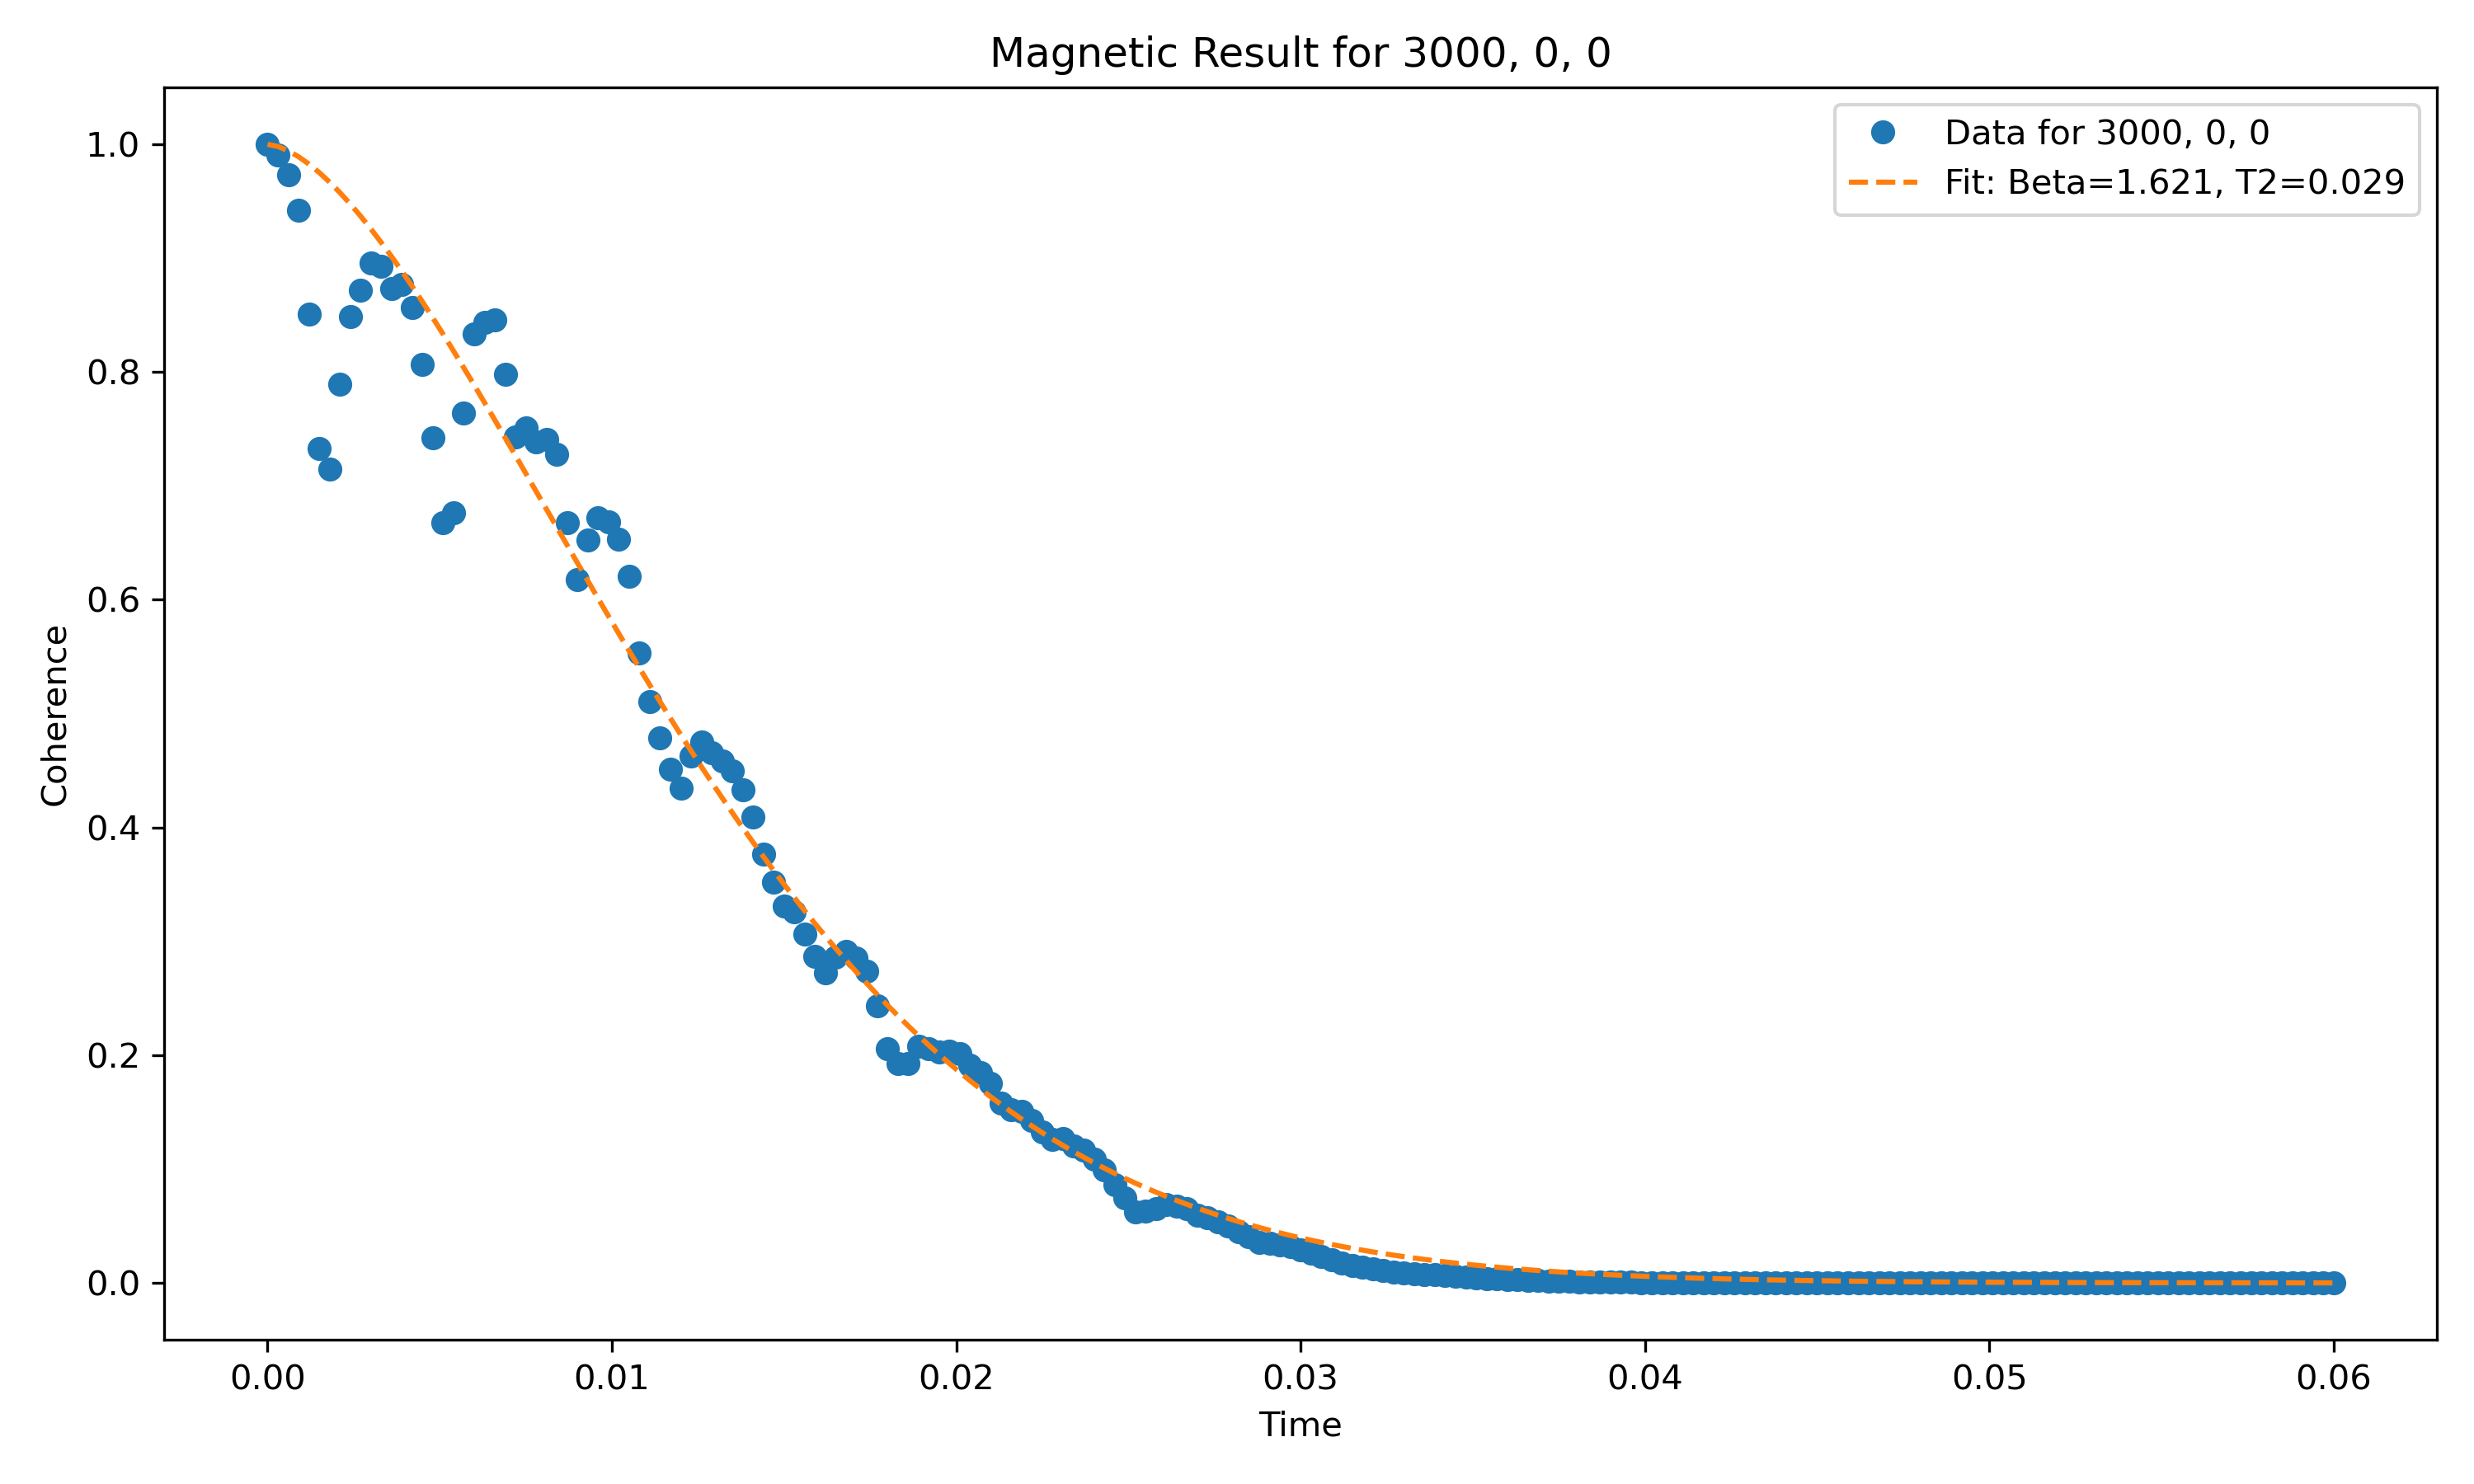 Magnetic Result for 3000, 0, 0
Data for 3000, 0, 0
Fit: Beta=1.621, T2=0.029
Coherence
1.0
0.8
0.6
0.4
0.2
0.0
0.00 0.01 0.02 0.03 0.04 0.05 0.06
Time